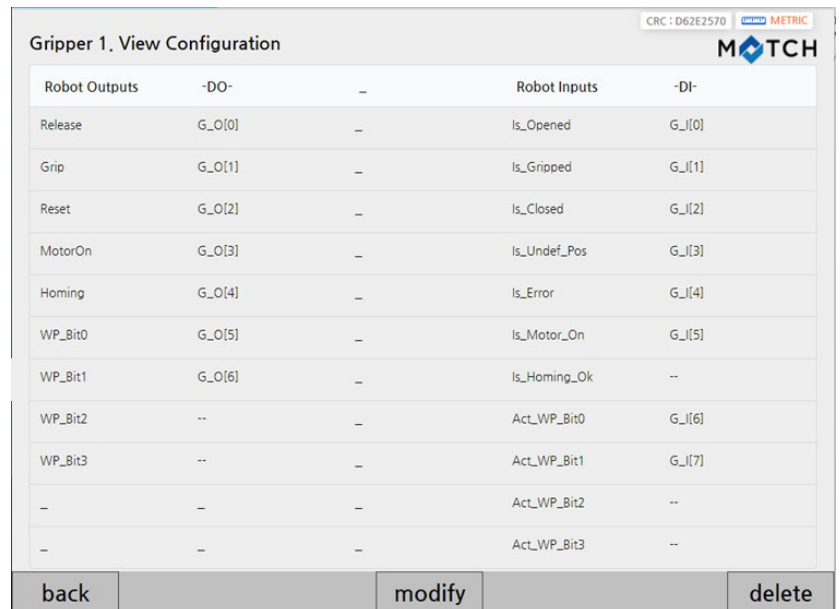 CRC : D62E2570 METRIC
Gripper 1. View Configuration
MOTCH
Robot Outputs -DO- _ Robot Inputs -DI-
Release G_O[0] _ Is_Opened G_I[0]
Grip G_O[1] _ Is_Gripped G_I[1]
Reset G_O[2] _ Is_Closed G_I[2]
MotorOn G_O[3] _ Is_Undef_Pos G_I[3]
Homing G_O[4] _ Is_Error G_I[4]
WP_Bit0 G_O[5] _ Is_Motor_On G_I[5]
WP_Bit1 G_O[6] _ Is_Homing_Ok --
WP_Bit2 -- _ Act_WP_Bit0 G_I[6]
WP_Bit3 -- _ Act_WP_Bit1 G_I[7]
_ _ _ Act_WP_Bit2 --
_ _ _ Act_WP_Bit3 --
back modify delete